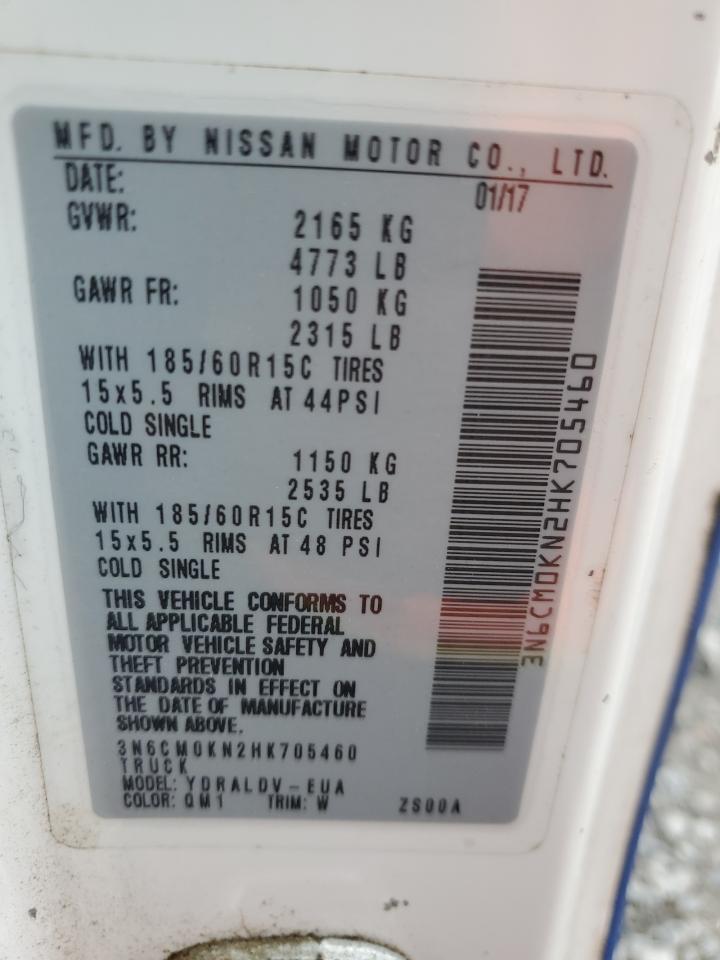 MFD. BY NISSAN MOTOR CO., LTD.
DATE: 01/17
GVWR: 2165 KG
4773 LB
GAWR FR: 1050 KG
2315 LB
WITH 185/60R15C TIRES
15x5.5 RIMS AT 44PSI
COLD SINGLE
GAWR RR: 1150 KG
2535 LB
WITH 185/60R15C TIRES
15x5.5 RIMS AT 48 PSI
COLD SINGLE
THIS VEHICLE CONFORMS TO
ALL APPLICABLE FEDERAL
MOTOR VEHICLE SAFETY AND
THEFT PREVENTION
STANDARDS IN EFFECT ON
THE DATE OF MANUFACTURE
SHOWN ABOVE.
3N6CM0KN2HK705460
TRUCK
MODEL: YDRALDV-EUA
COLOR: QM1 TRIM: W ZS00A
3N6CM0KN2HK705460